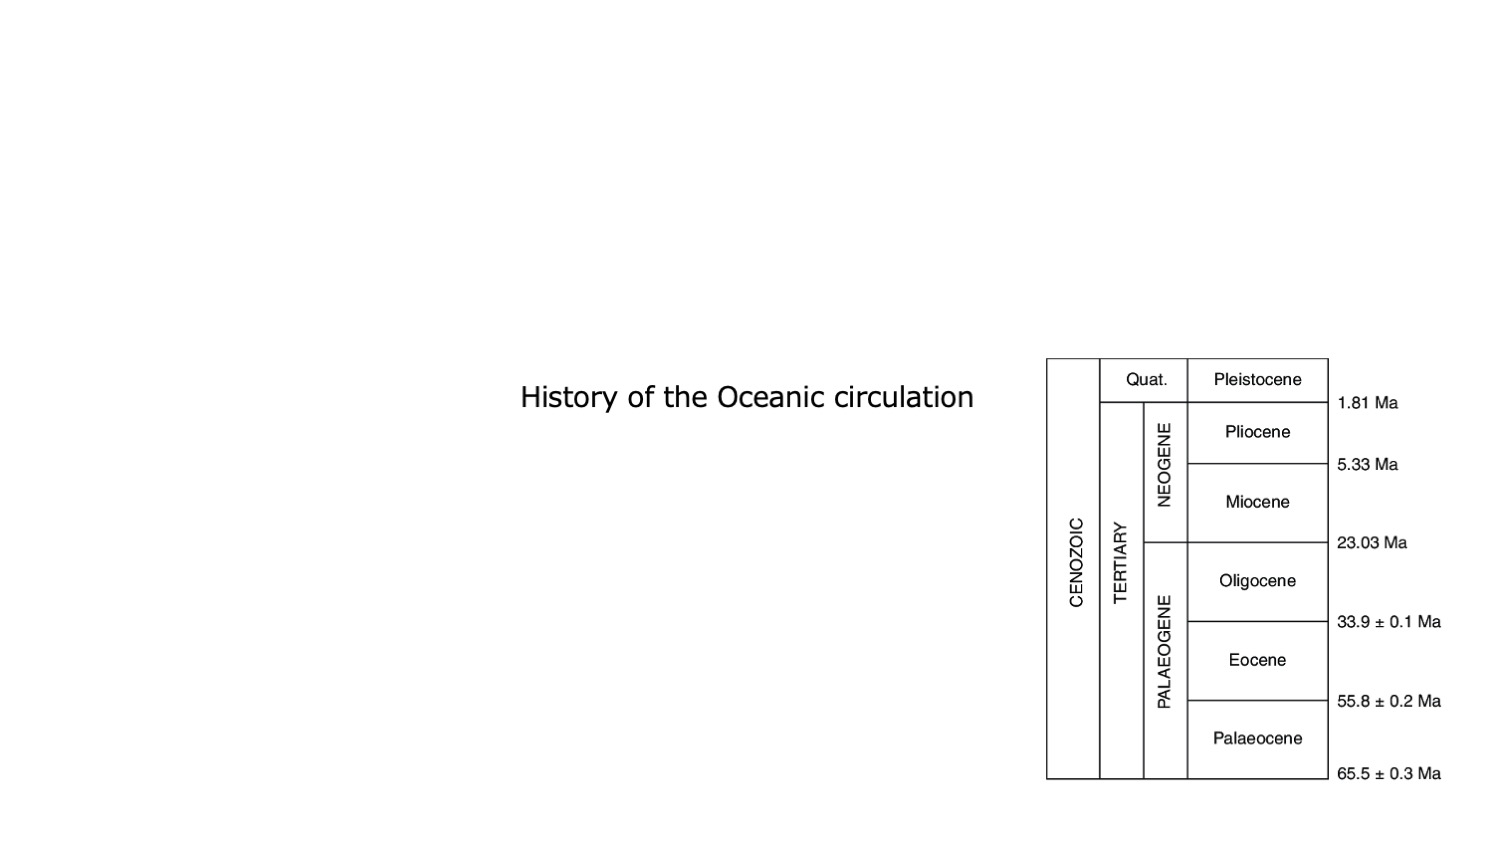 History of the Oceanic circulation
Quat.
Pleistocene
1.81 Ma
Pliocene
5.33 Ma
NEOGENE
Miocene
23.03 Ma
CENOZOIC
TERTIARY
Oligocene
33.9 ± 0.1 Ma
PALAEOGENE
Eocene
55.8 ± 0.2 Ma
Palaeocene
65.5 ± 0.3 Ma